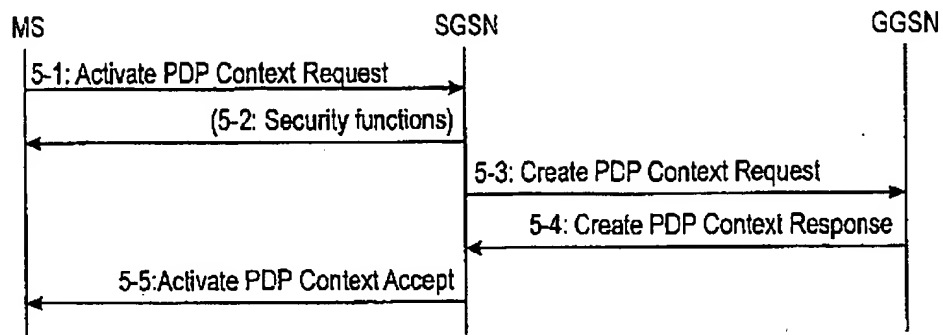 MS SGSN GGSN
5-1: Activate PDP Context Request
(5-2: Security functions)
5-3: Create PDP Context Request
5-4: Create PDP Context Response
5-5:Activate PDP Context Accept